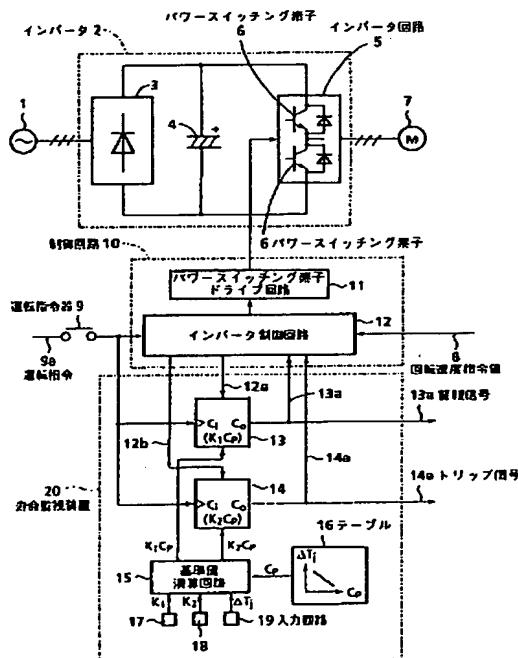 パワースイッチング素子
6
インバータ2
インバータ回路
5
1
3
4
+
7
M
6パワースイッチング素子
制御回路10
パワースイッチング素子
ドライブ回路
11
運転指令器9
12
インバータ制御回路
9a
運転指令
8
回転速度指令値
12a
13a
13a 警報信号
12b
CI
Co
(K1CP)
13
14a
14
CI
Co
(K2CP)
14a トリップ信号
20
寿命監視装置
K1CP
K2CP
16 テーブル
ΔTj
CP
15
基準値
演算回路
CP
K1
K2
ΔTj
17
18
19入力回路